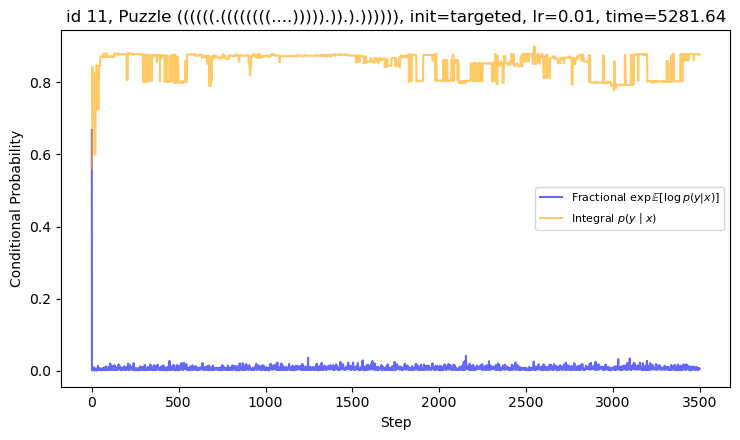 id 11, Puzzle ((((((.((((((((....))))).)).).)))))), init=targeted, lr=0.01, time=5281.64
Conditional Probability
0.8
0.6
0.4
0.2
0.0
Fractional exp𝔼[log p(y|x)]
Integral p(y | x)
0 500 1000 1500 2000 2500 3000 3500
Step